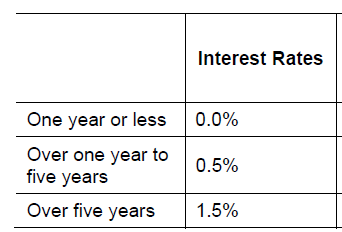 Interest Rates
One year or less 0.0%
Over one year to
five years 0.5%
Over five years 1.5%